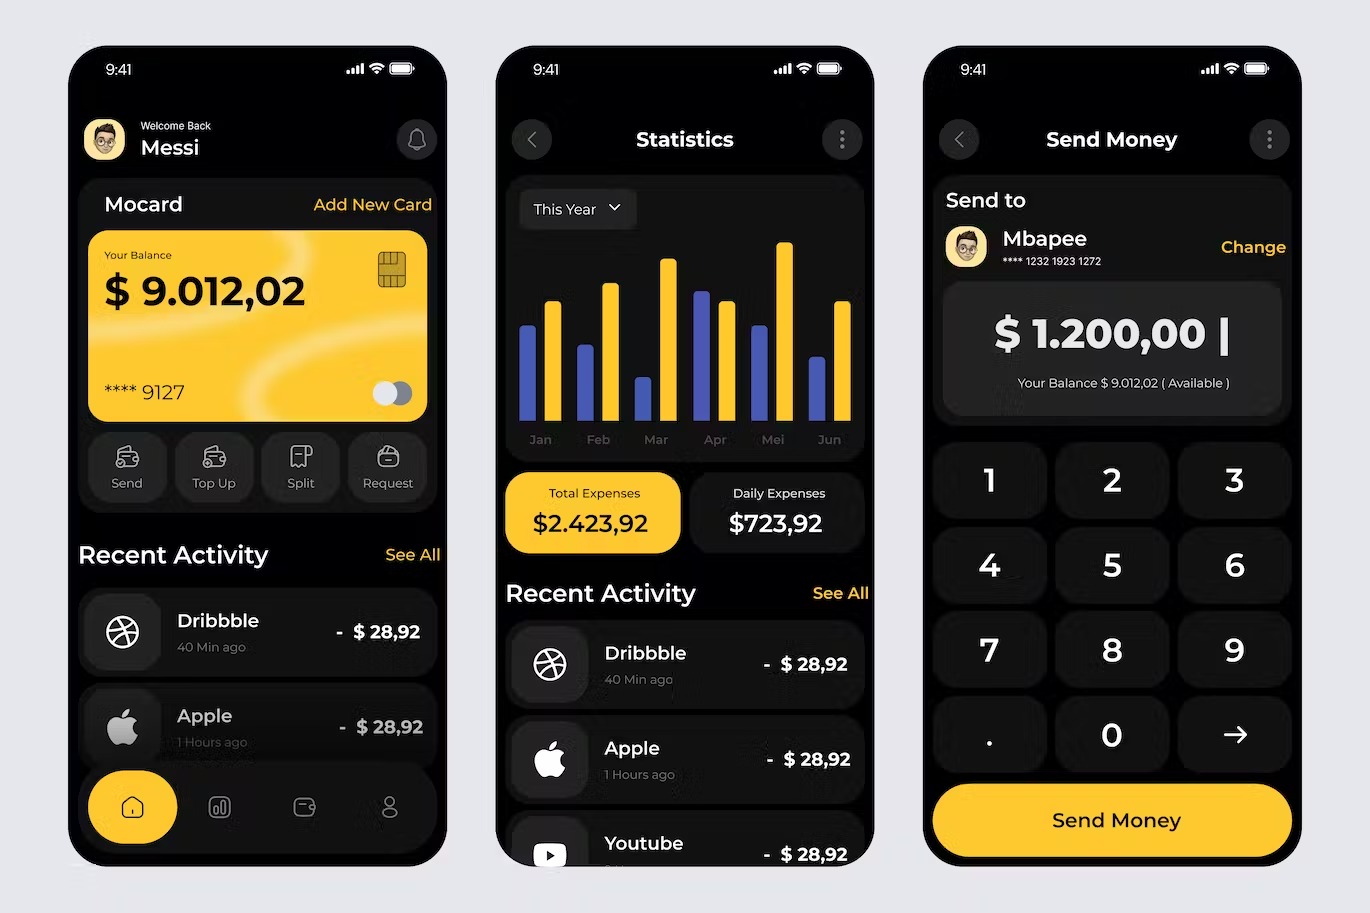 9:41
Welcome Back
Messi
Mocard
Add New Card
Your Balance
$ 9.012,02
**** 9127
Send
Top Up
Split
Request
Recent Activity
See All
Dribbble
40 Min ago
- $ 28,92
Apple
1 Hours ago
- $ 28,92
9:41
Statistics
This Year
Jan Feb Mar Apr Mei Jun
Total Expenses
$2.423,92
Daily Expenses
$723,92
Recent Activity
See All
Dribbble
40 Min ago
- $ 28,92
Apple
1 Hours ago
- $ 28,92
Youtube
- $ 28,92
9:41
Send Money
Send to
Mbapee
**** 1232 1923 1272
Change
$ 1.200,00 |
Your Balance $ 9.012,02 ( Available )
1 2 3
4 5 6
7 8 9
. 0 →
Send Money